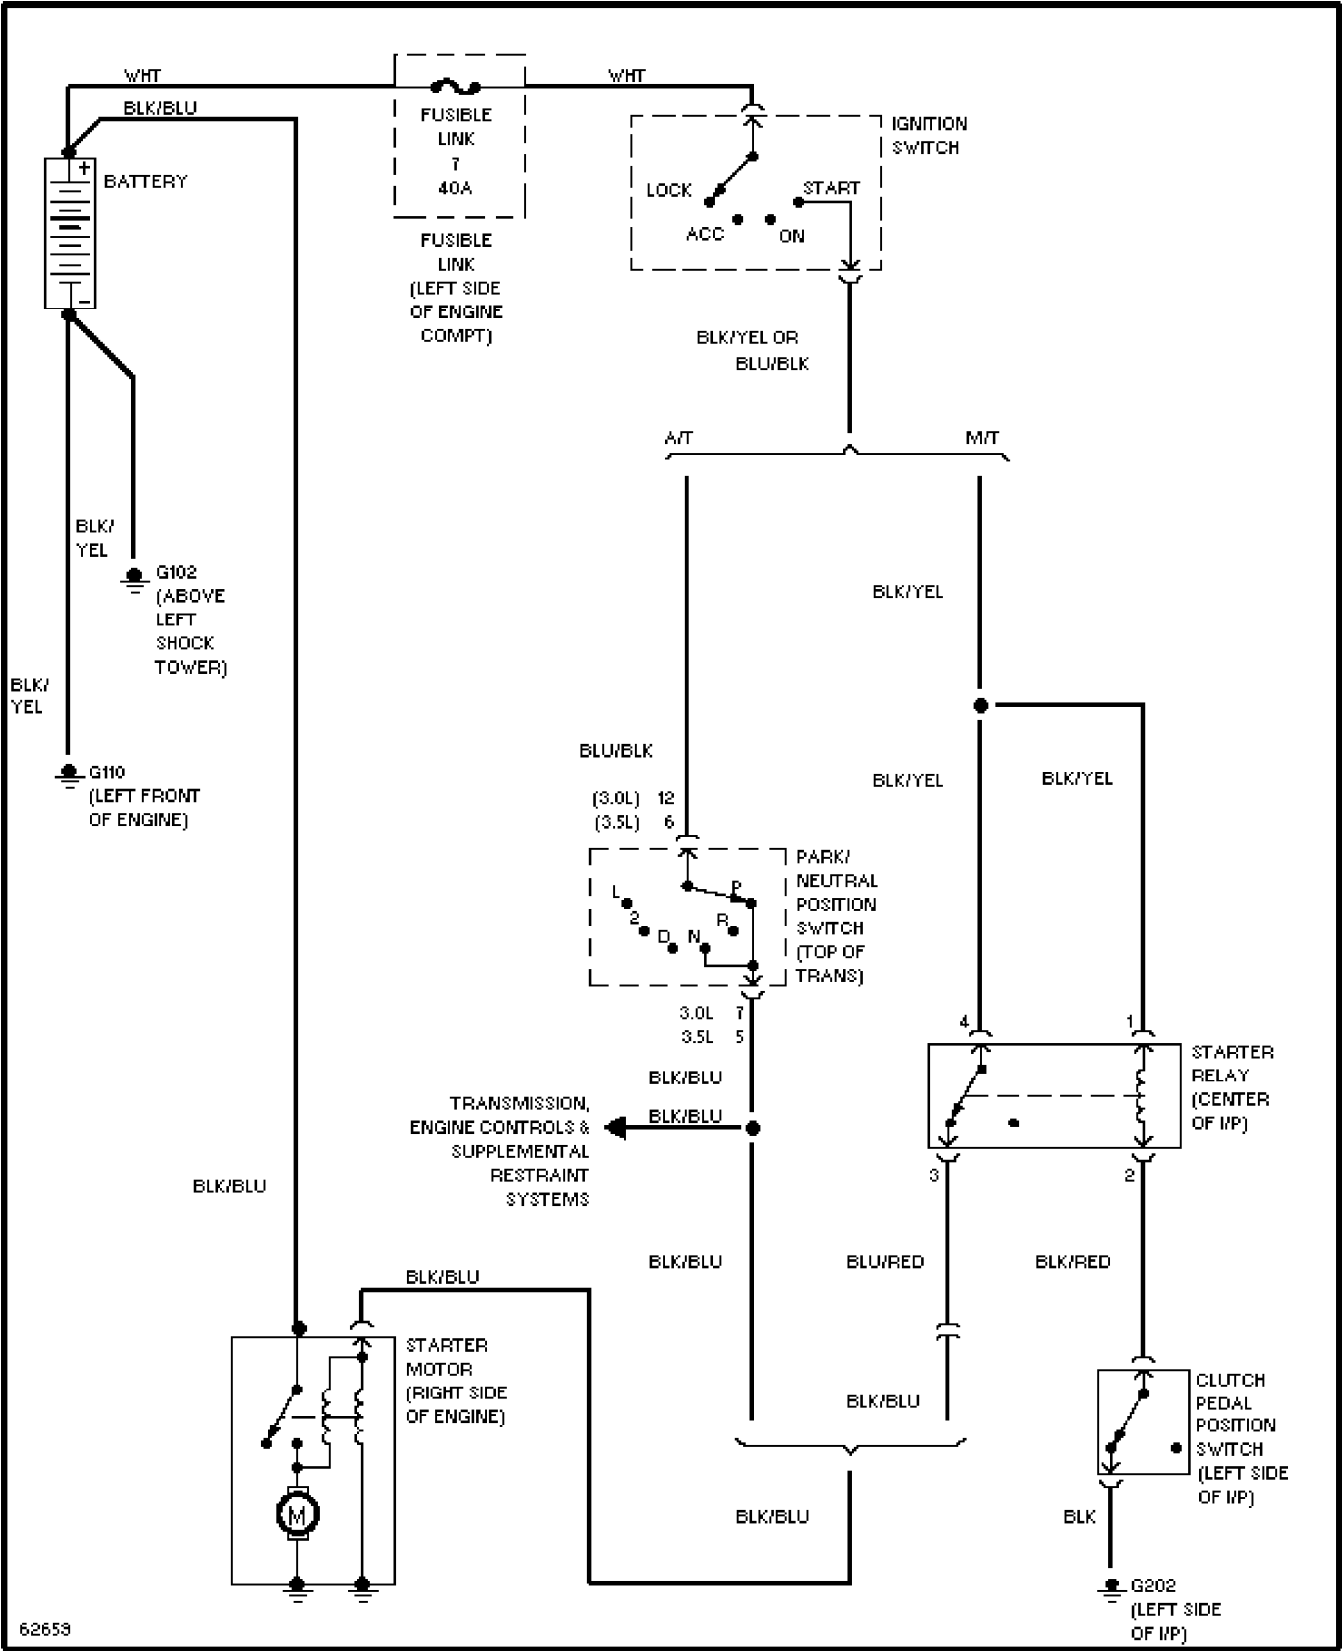 WHT
WHT
BLK/BLU
FUSIBLE
LINK
7
40A
FUSIBLE
LINK
(LEFT SIDE
OF ENGINE
COMPT)
IGNITION
SWITCH
LOCK
START
ACC
ON
+
BATTERY
-
BLK/YEL OR
BLU/BLK
A/T
M/T
BLK/
YEL
G102
(ABOVE
LEFT
SHOCK
TOWER)
BLK/
YEL
G110
(LEFT FRONT
OF ENGINE)
BLK/YEL
BLU/BLK
BLK/YEL
BLK/YEL
(3.0L) 12
(3.5L) 6
PARK/
NEUTRAL
POSITION
SWITCH
(TOP OF
TRANS)
L
2
D
N
R
P
3.0L 7
3.5L 5
BLK/BLU
BLK/BLU
TRANSMISSION,
ENGINE CONTROLS &
SUPPLEMENTAL
RESTRAINT
SYSTEMS
4
1
STARTER
RELAY
(CENTER
OF I/P)
3
2
BLK/BLU
BLK/BLU
BLU/RED
BLK/RED
BLK/BLU
STARTER
MOTOR
(RIGHT SIDE
OF ENGINE)
M
BLK/BLU
CLUTCH
PEDAL
POSITION
SWITCH
(LEFT SIDE
OF I/P)
BLK/BLU
BLK
G202
(LEFT SIDE
OF I/P)
62653